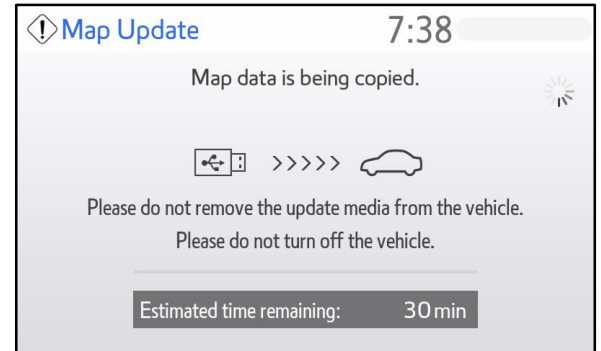 Map Update
7:38
Map data is being copied.
>>>>>
Please do not remove the update media from the vehicle.
Please do not turn off the vehicle.
Estimated time remaining: 30 min